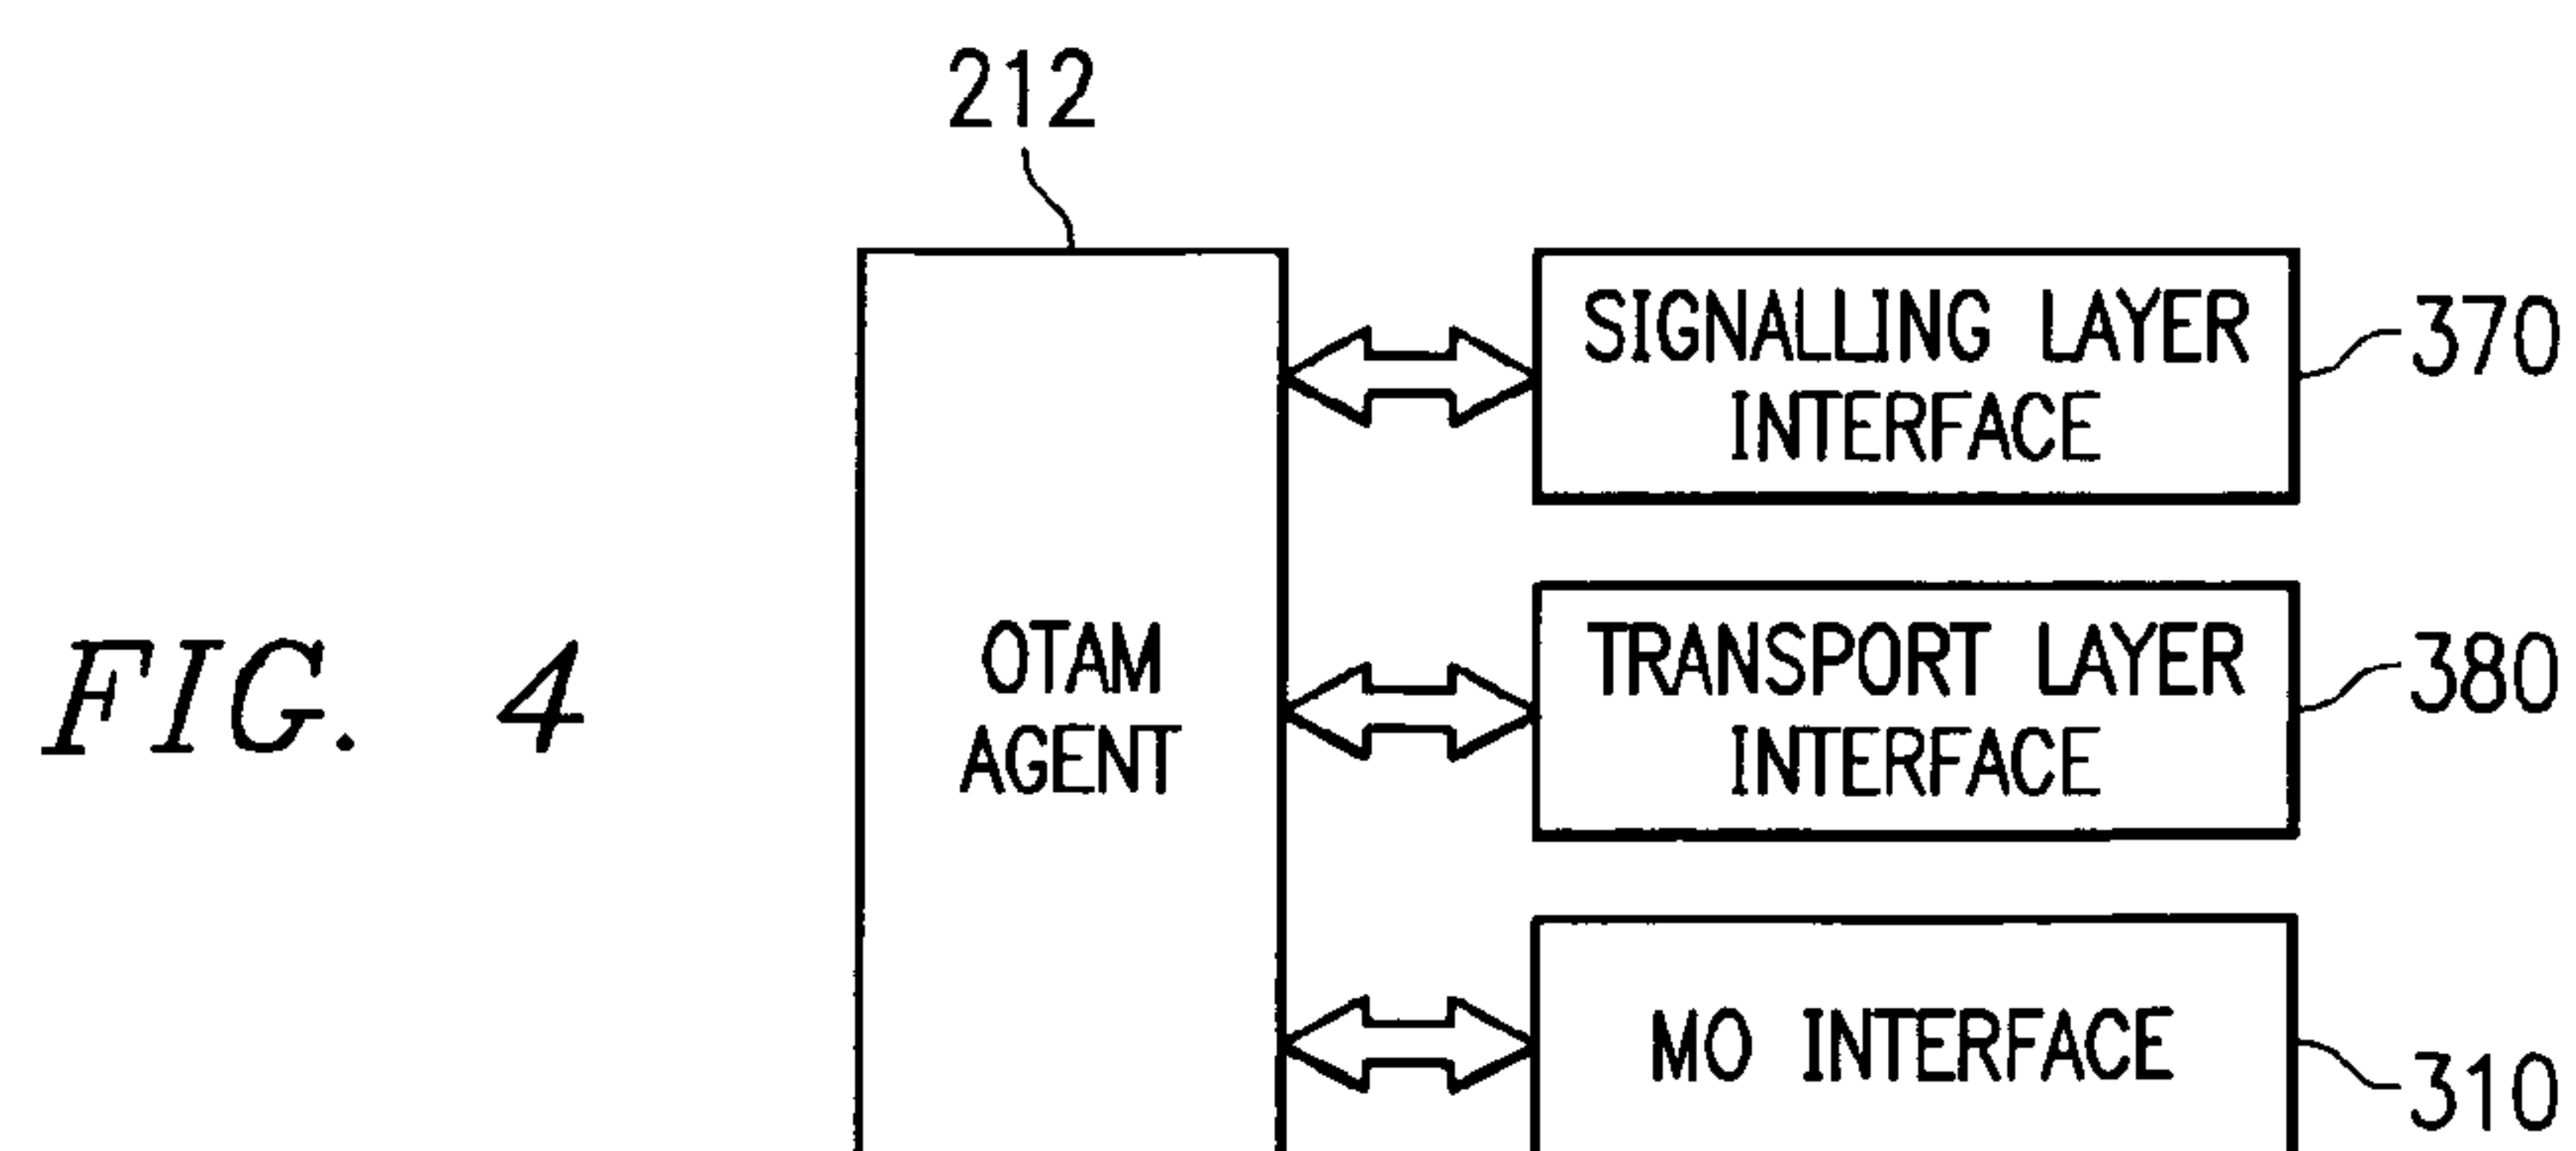 212
SIGNALLING LAYER
INTERFACE
370
OTAM
AGENT
TRANSPORT LAYER
INTERFACE
380
FIG. 4
MO INTERFACE
310